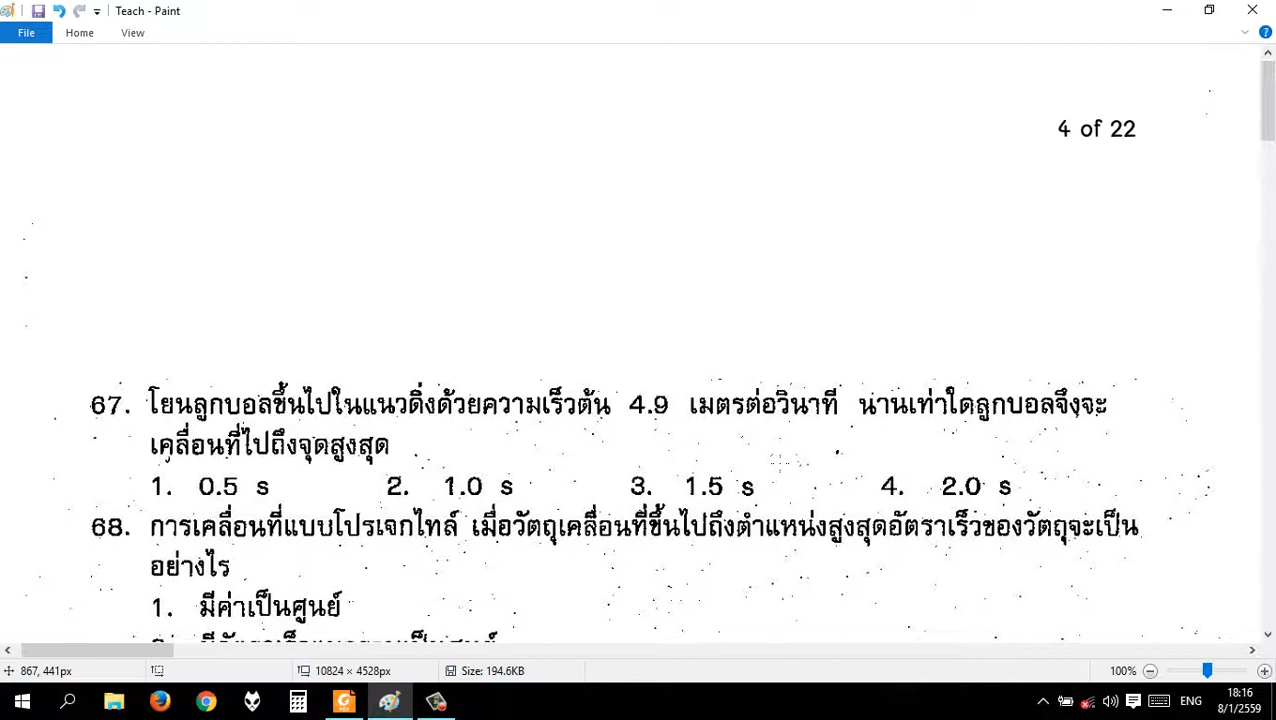 Teach - Paint
File Home View
4 of 22
67. โยนลูกบอลขึ้นไปในแนวดิ่งด้วยความเร็วต้น 4.9 เมตรต่อวินาที นานเท่าใดลูกบอลจึงจะ
เคลื่อนที่ไปถึงจุดสูงสุด
1. 0.5 s 2. 1.0 s 3. 1.5 s 4. 2.0 s
68. การเคลื่อนที่แบบโปรเจกไทล์ เมื่อวัตถุเคลื่อนที่ขึ้นไปถึงตำแหน่งสูงสุดอัตราเร็วของวัตถุจะเป็น
อย่างไร
1. มีค่าเป็นศูนย์
867, 441px 10824 × 4528px Size: 194.6KB 100%
ENG 18:16
8/1/2559